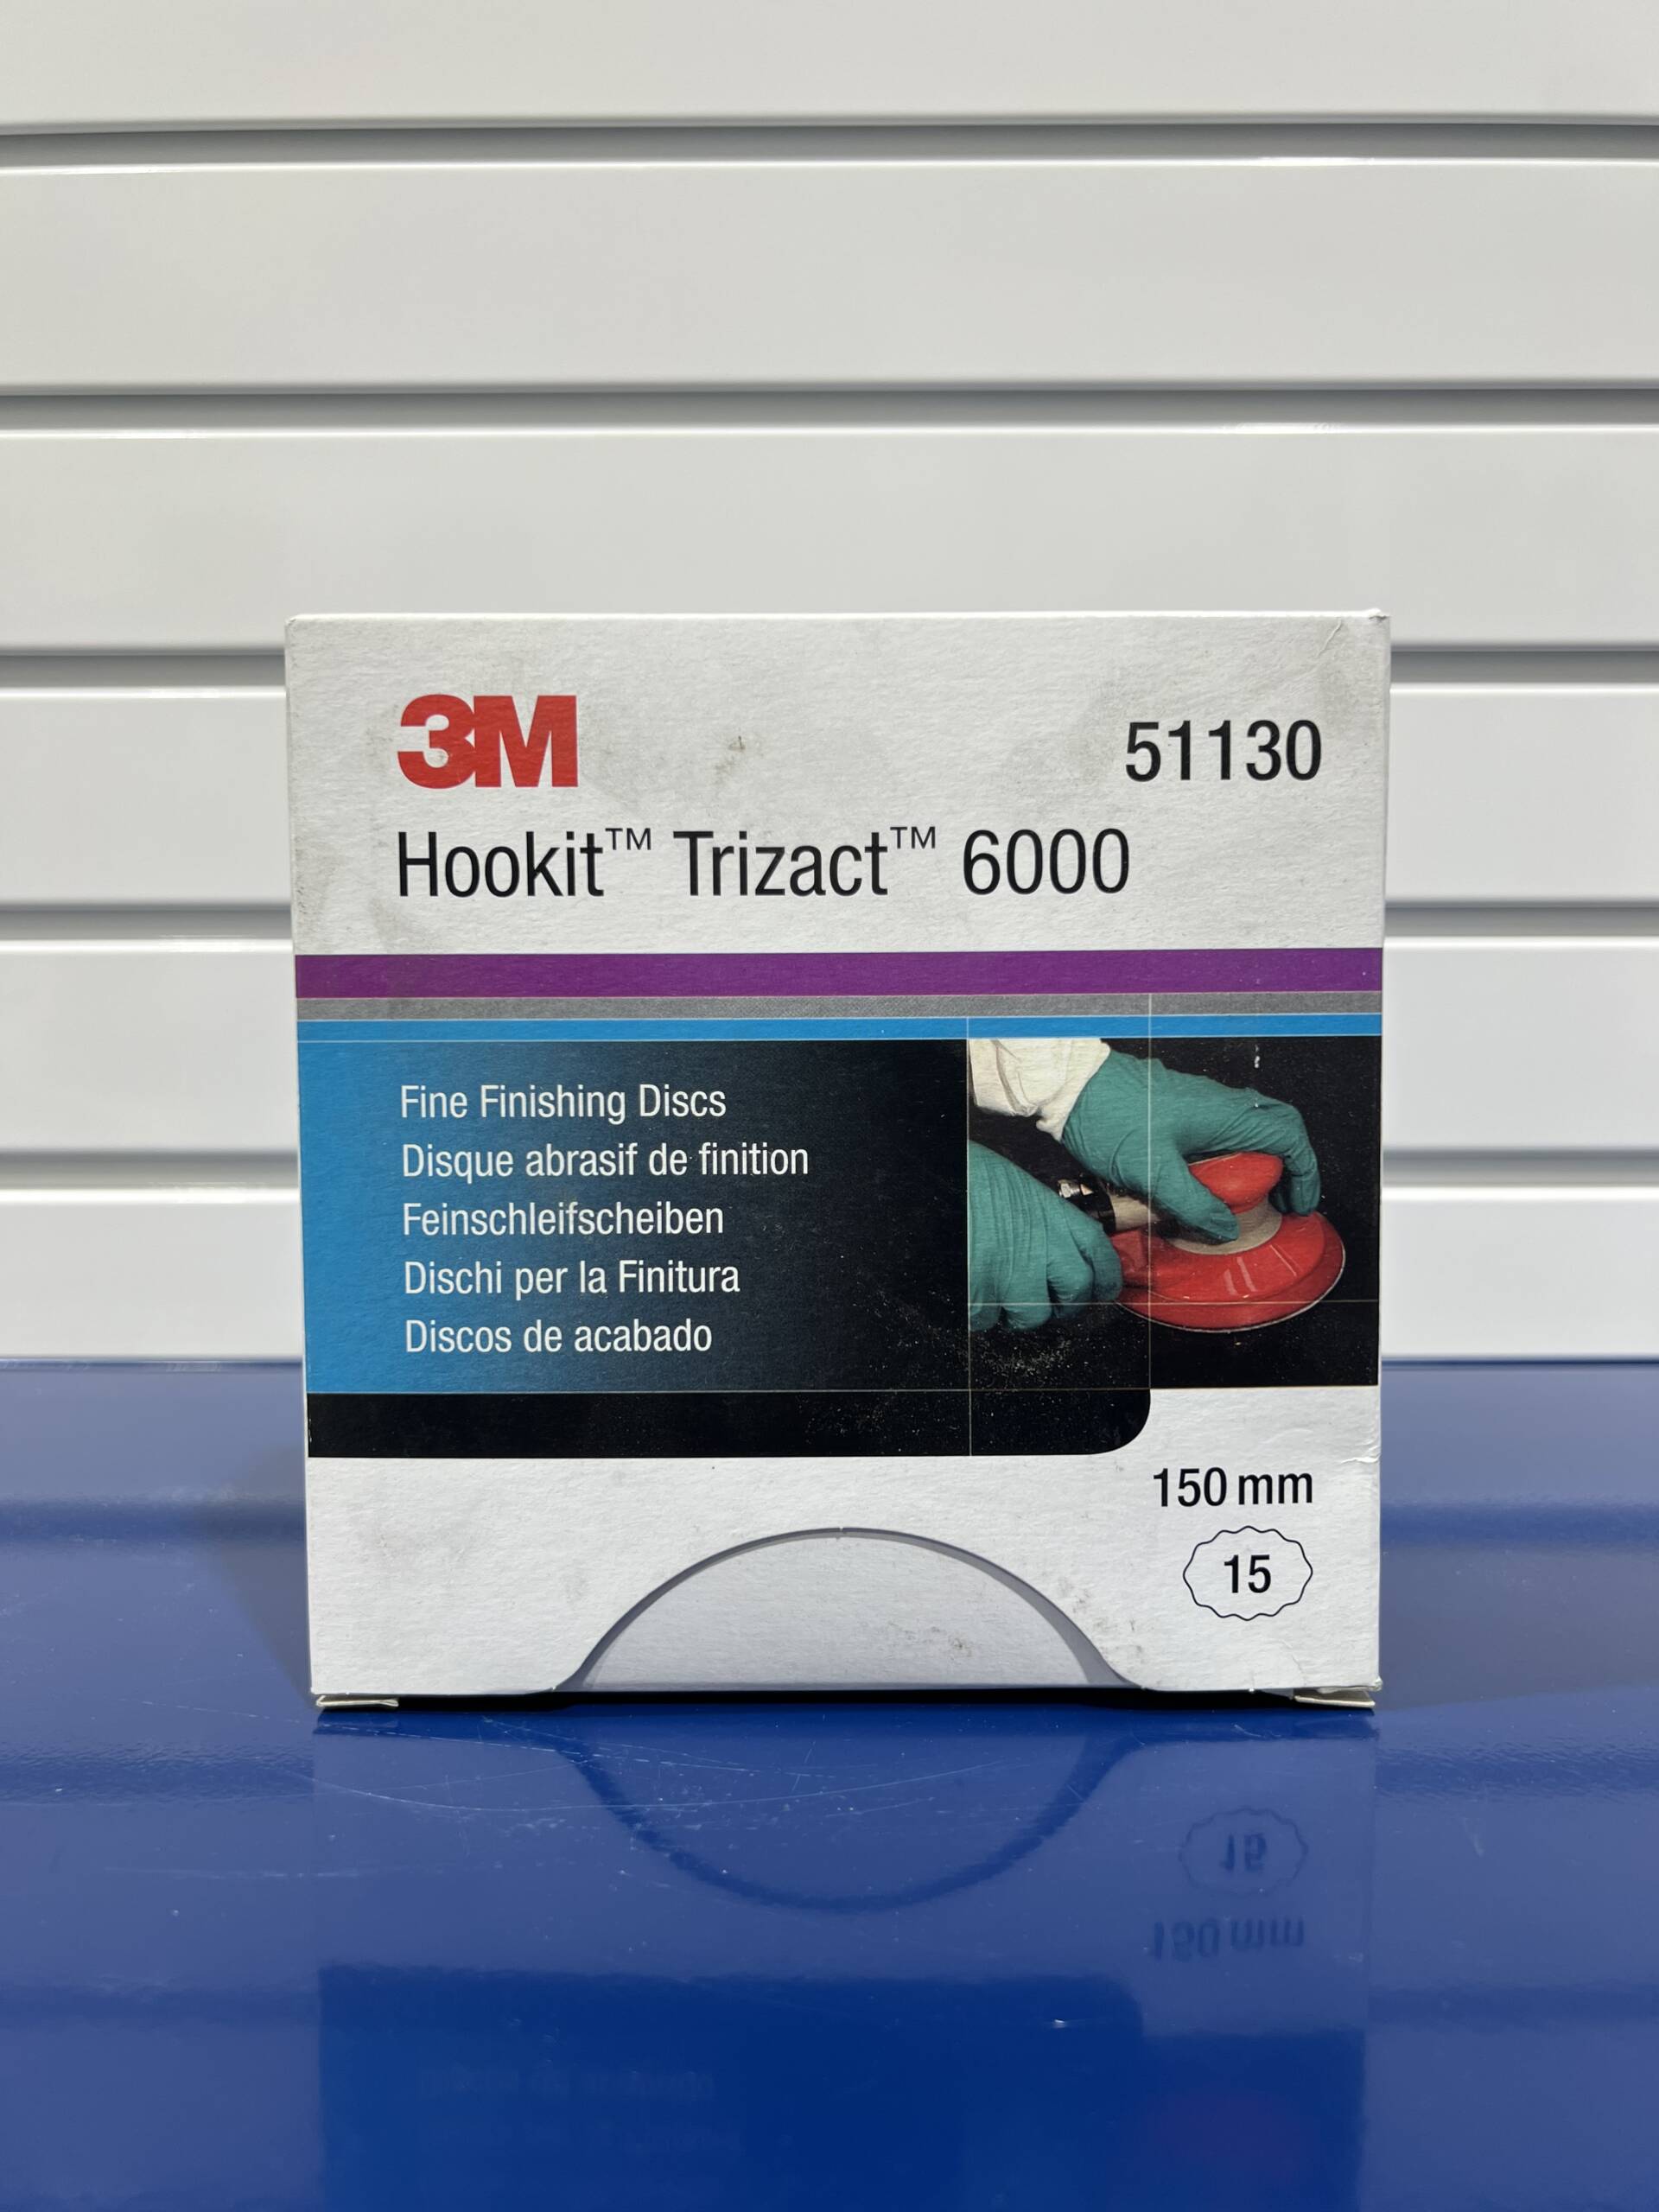 3M
51130
Hookit™ Trizact™ 6000
Fine Finishing Discs
Disque abrasif de finition
Feinschleifscheiben
Dischi per la Finitura
Discos de acabado
150 mm
15